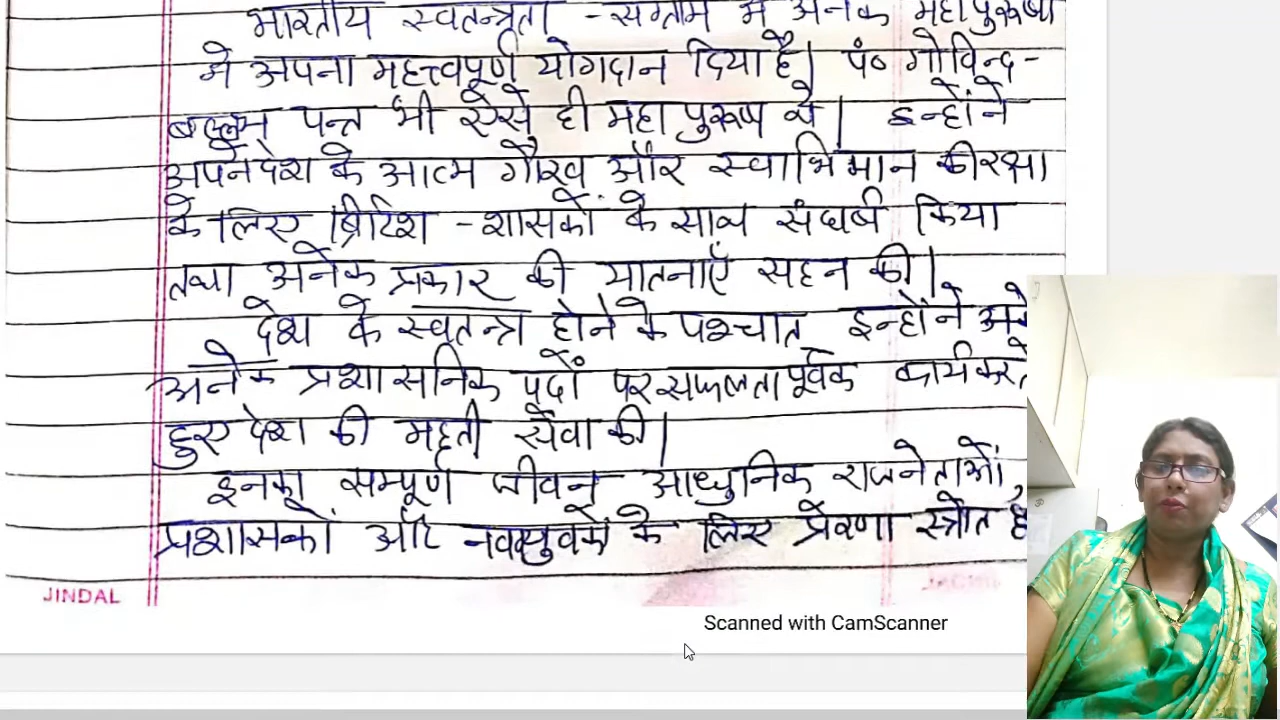 भारतीय स्वतन्त्रता - संग्राम में अनेक महापुरूषों
ने अपना महत्त्वपूर्ण योगदान दिया है। पं० गोविन्द-
बल्लभ पन्त भी ऐसे ही महापुरूष थे। इन्होंने
अपने देश के आत्म गौरव और स्वाभिमान की रक्षा
के लिए ब्रिटिश - शासकों के साथ संघर्ष किया
तथा अनेक प्रकार की यातनाएँ सहन की।
देश के स्वतन्त्र होने के पश्चात इन्होंने अने
अनेक प्रशासनिक पदों पर सफलतापूर्वक कार्य करते
हुए देश की महती सेवा की।
इनका सम्पूर्ण जीवन आधुनिक राजनेताओं,
प्रशासकों और नवयुवकों के लिए प्रेरणा स्त्रोत है
JINDAL
Scanned with CamScanner